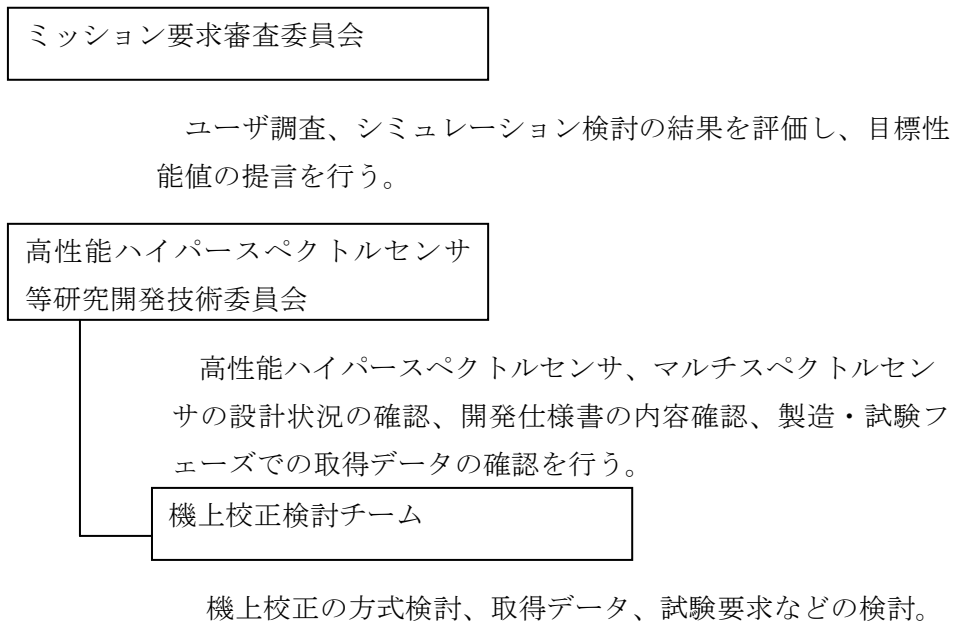 ミッション要求審査委員会
ユーザ調査、シミュレーション検討の結果を評価し、目標性
能値の提言を行う。
高性能ハイパースペクトルセンサ
等研究開発技術委員会
高性能ハイパースペクトルセンサ、マルチスペクトルセン
サの設計状況の確認、開発仕様書の内容確認、製造・試験フ
ェーズでの取得データの確認を行う。
機上校正検討チーム
機上校正の方式検討、取得データ、試験要求などの検討。